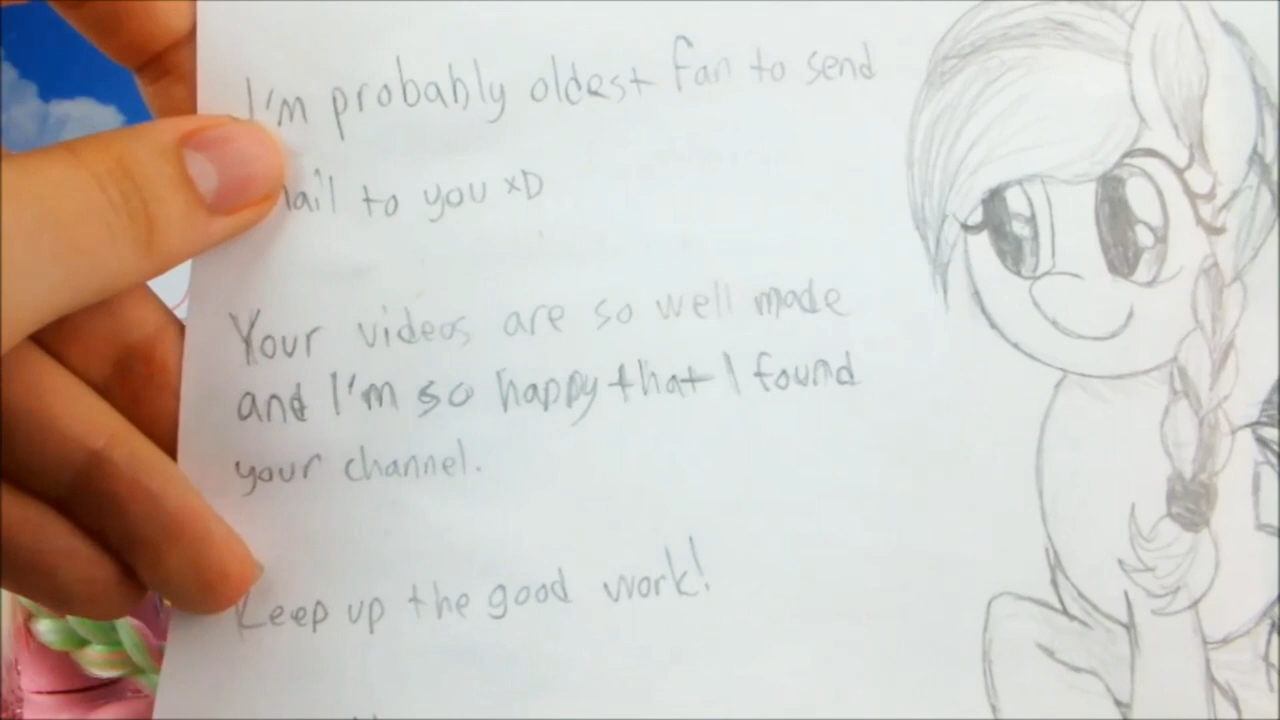 I'm probably oldest fan to send
mail to you xD
Your videos are so well made
and I'm so happy that I found
your channel.
Keep up the good work!